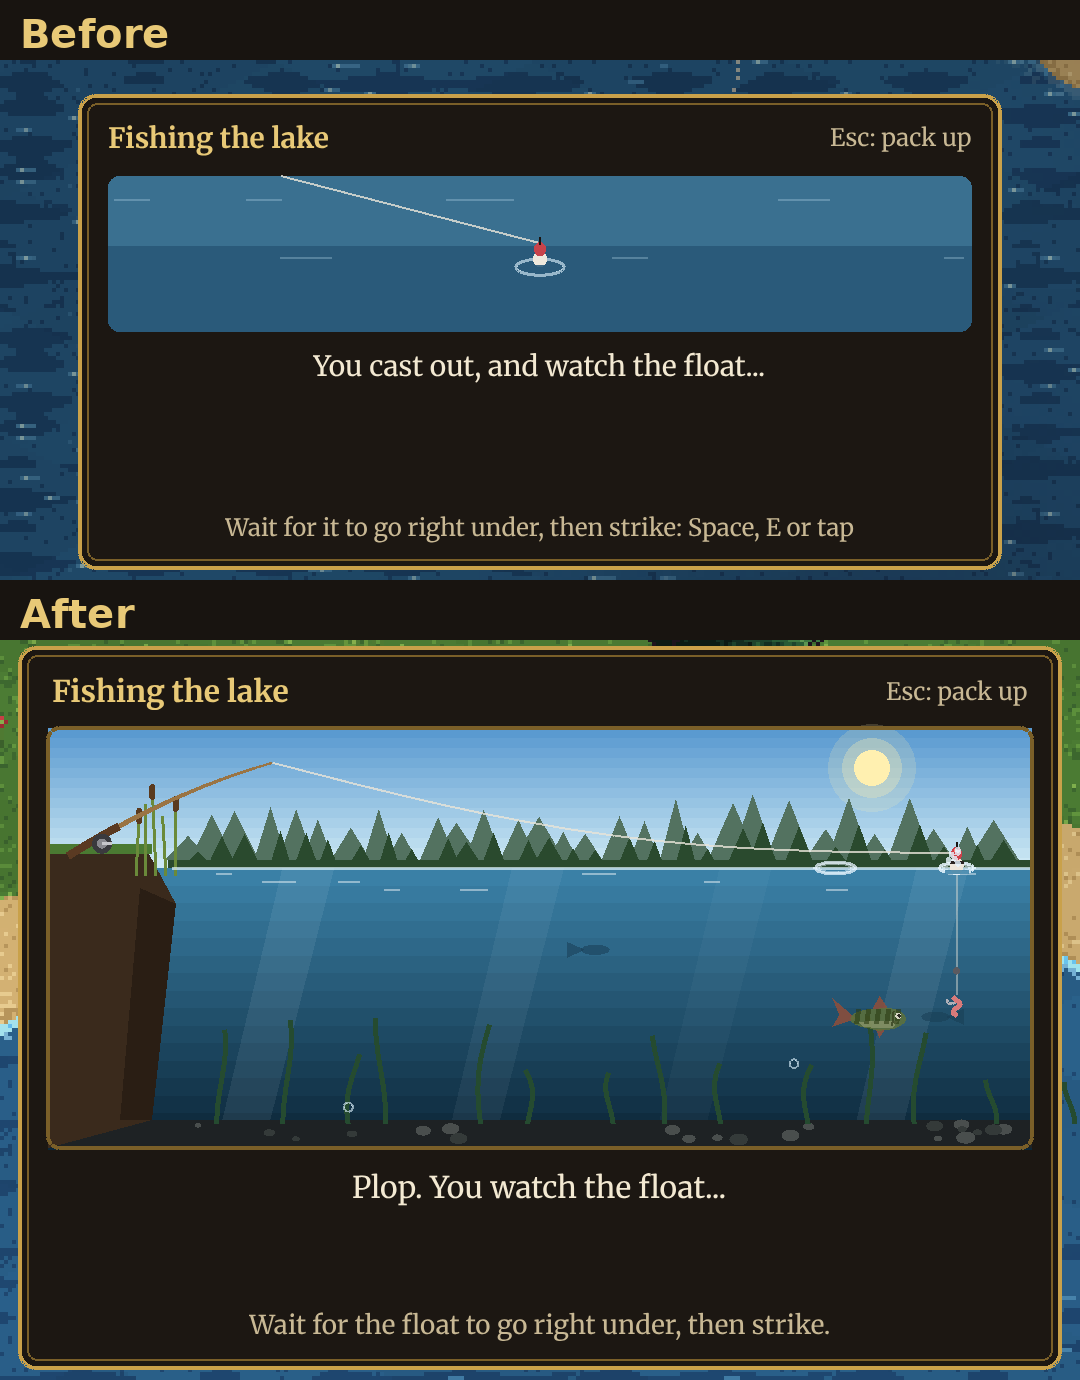 Before
Fishing the lake
Esc: pack up
You cast out, and watch the float...
Wait for it to go right under, then strike: Space, E or tap
After
Fishing the lake
Esc: pack up
Plop. You watch the float...
Wait for the float to go right under, then strike.